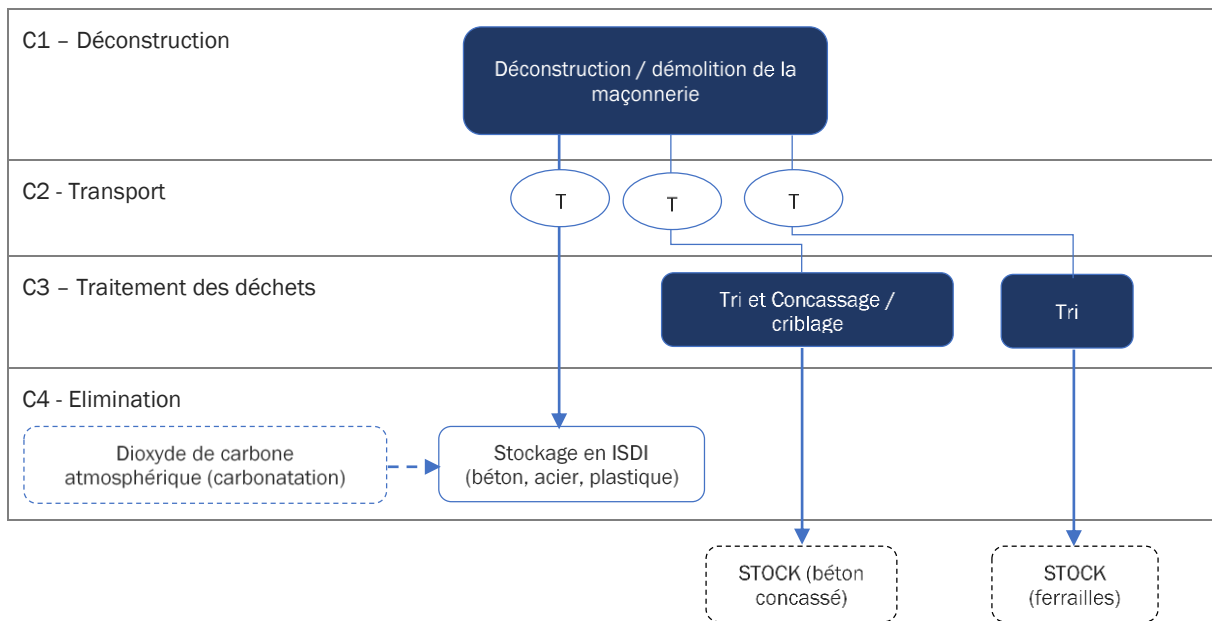 C1 – Déconstruction
Déconstruction / démolition de la
maçonnerie
C2 - Transport
T
T
T
C3 – Traitement des déchets
Tri et Concassage /
criblage
Tri
C4 - Elimination
Dioxyde de carbone
atmosphérique (carbonatation)
Stockage en ISDI
(béton, acier, plastique)
STOCK (béton
concassé)
STOCK
(ferrailles)